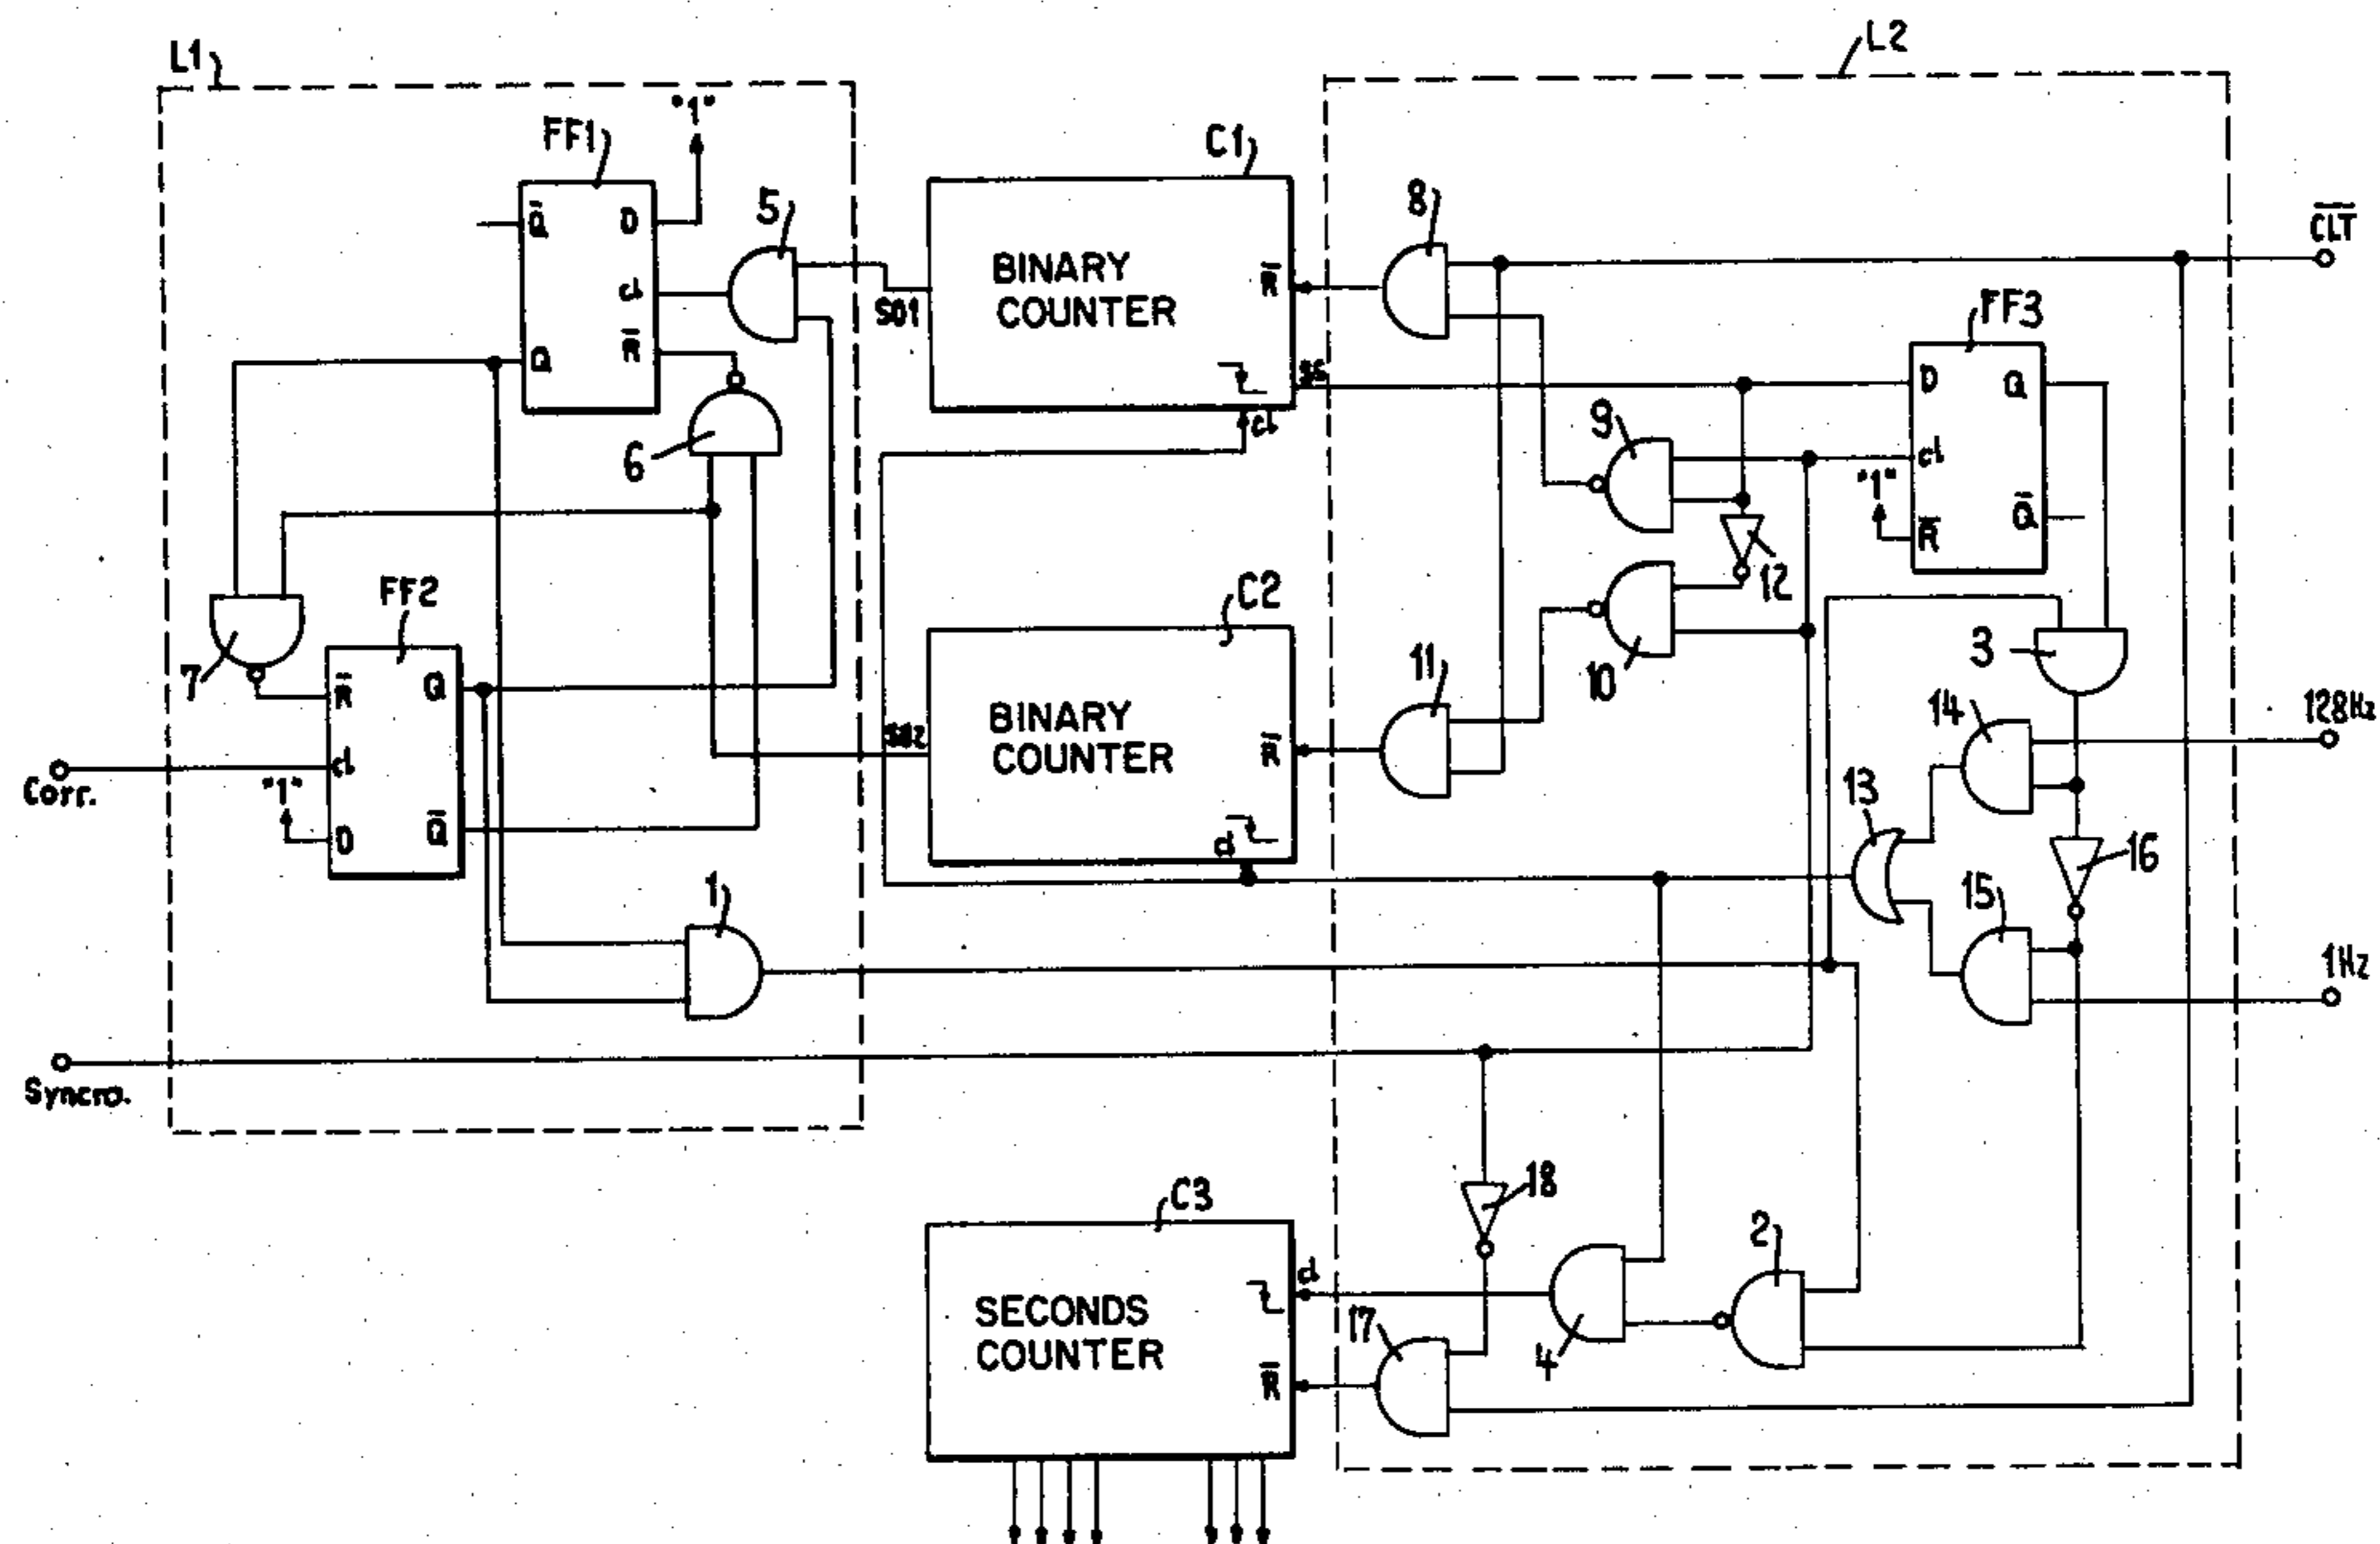 L1
L2
FF1
"1"
Q̅
D
cl
R̅
Q
5
6
7
S01
C1
BINARY
COUNTER
R̅
cl
8
CLT̅
FF3
D
Q
cl
"1"
R̅
Q̅
9
12
10
11
3
FF2
R̅
Q
cl
"1"
D
Q̅
Corr.
C2
BINARY
COUNTER
R̅
cl
14
128Hz
13
16
15
1Hz
1
Syncro.
18
C3
SECONDS
COUNTER
cl
R̅
17
4
2